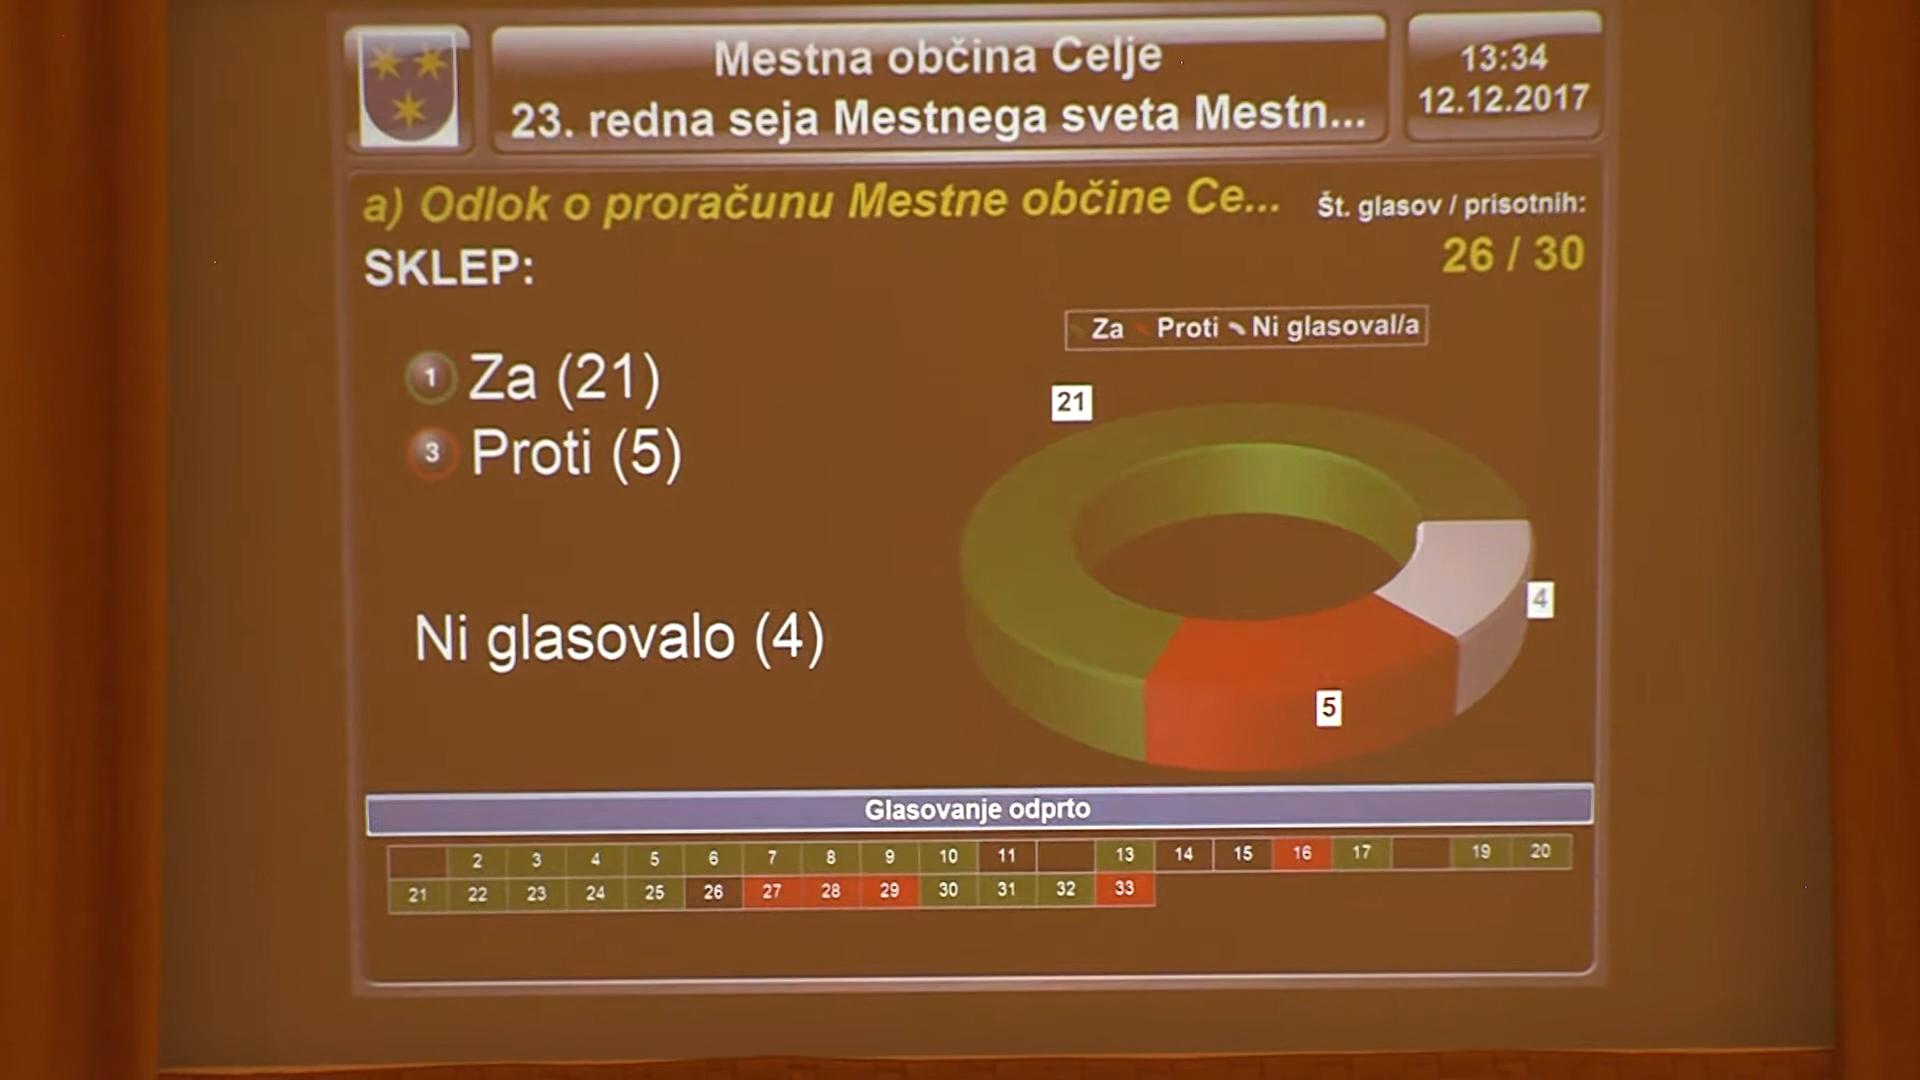 Mestna občina Celje
23. redna seja Mestnega sveta Mestn...
13:34
12.12.2017
a) Odlok o proračunu Mestne občine Ce...
Št. glasov / prisotnih:
26 / 30
SKLEP:
Za Proti Ni glasoval/a
1 Za (21)
3 Proti (5)
Ni glasovalo (4)
21
4
5
Glasovanje odprto
2 3 4 5 6 7 8 9 10 11 13 14 15 16 17 19 20
21 22 23 24 25 26 27 28 29 30 31 32 33